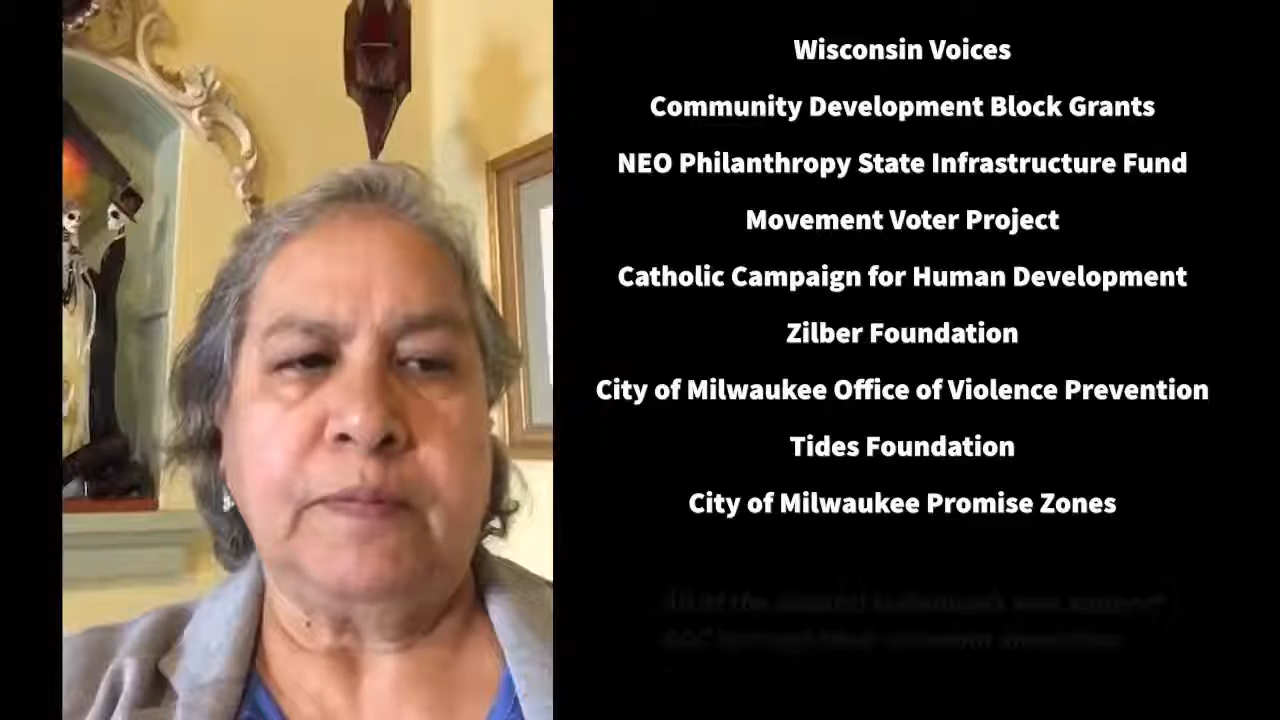 Wisconsin Voices
Community Development Block Grants
NEO Philanthropy State Infrastructure Fund
Movement Voter Project
Catholic Campaign for Human Development
Zilber Foundation
City of Milwaukee Office of Violence Prevention
Tides Foundation
City of Milwaukee Promise Zones